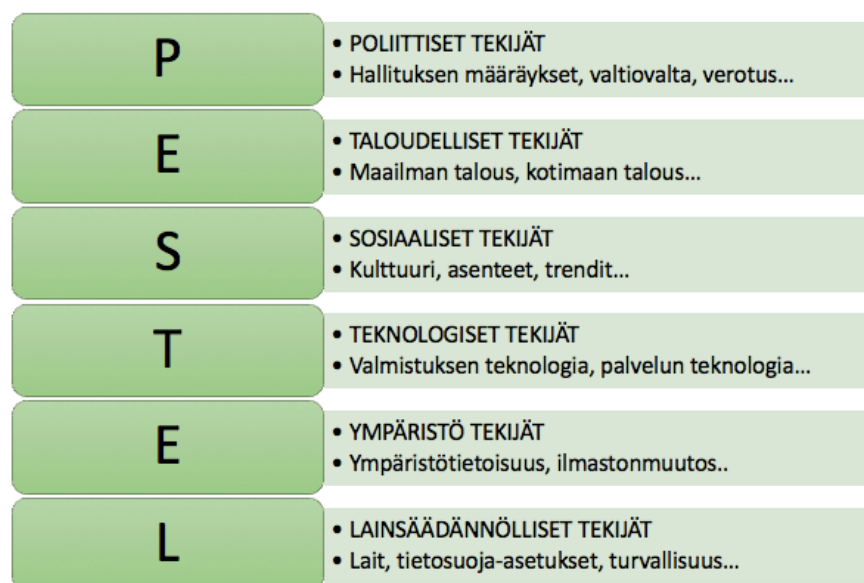 P
• POLIITTISET TEKIJÄT
• Hallituksen määräykset, valtiovalta, verotus...
E
• TALOUDELLISET TEKIJÄT
• Maailman talous, kotimaan talous...
S
• SOSIAALISET TEKIJÄT
• Kulttuuri, asenteet, trendit...
T
• TEKNOLOGISET TEKIJÄT
• Valmistuksen teknologia, palvelun teknologia...
E
• YMPÄRISTÖ TEKIJÄT
• Ympäristötietoisuus, ilmastonmuutos..
L
• LAINSÄÄDÄNNÖLLISET TEKIJÄT
• Lait, tietosuoja-asetukset, turvallisuus...